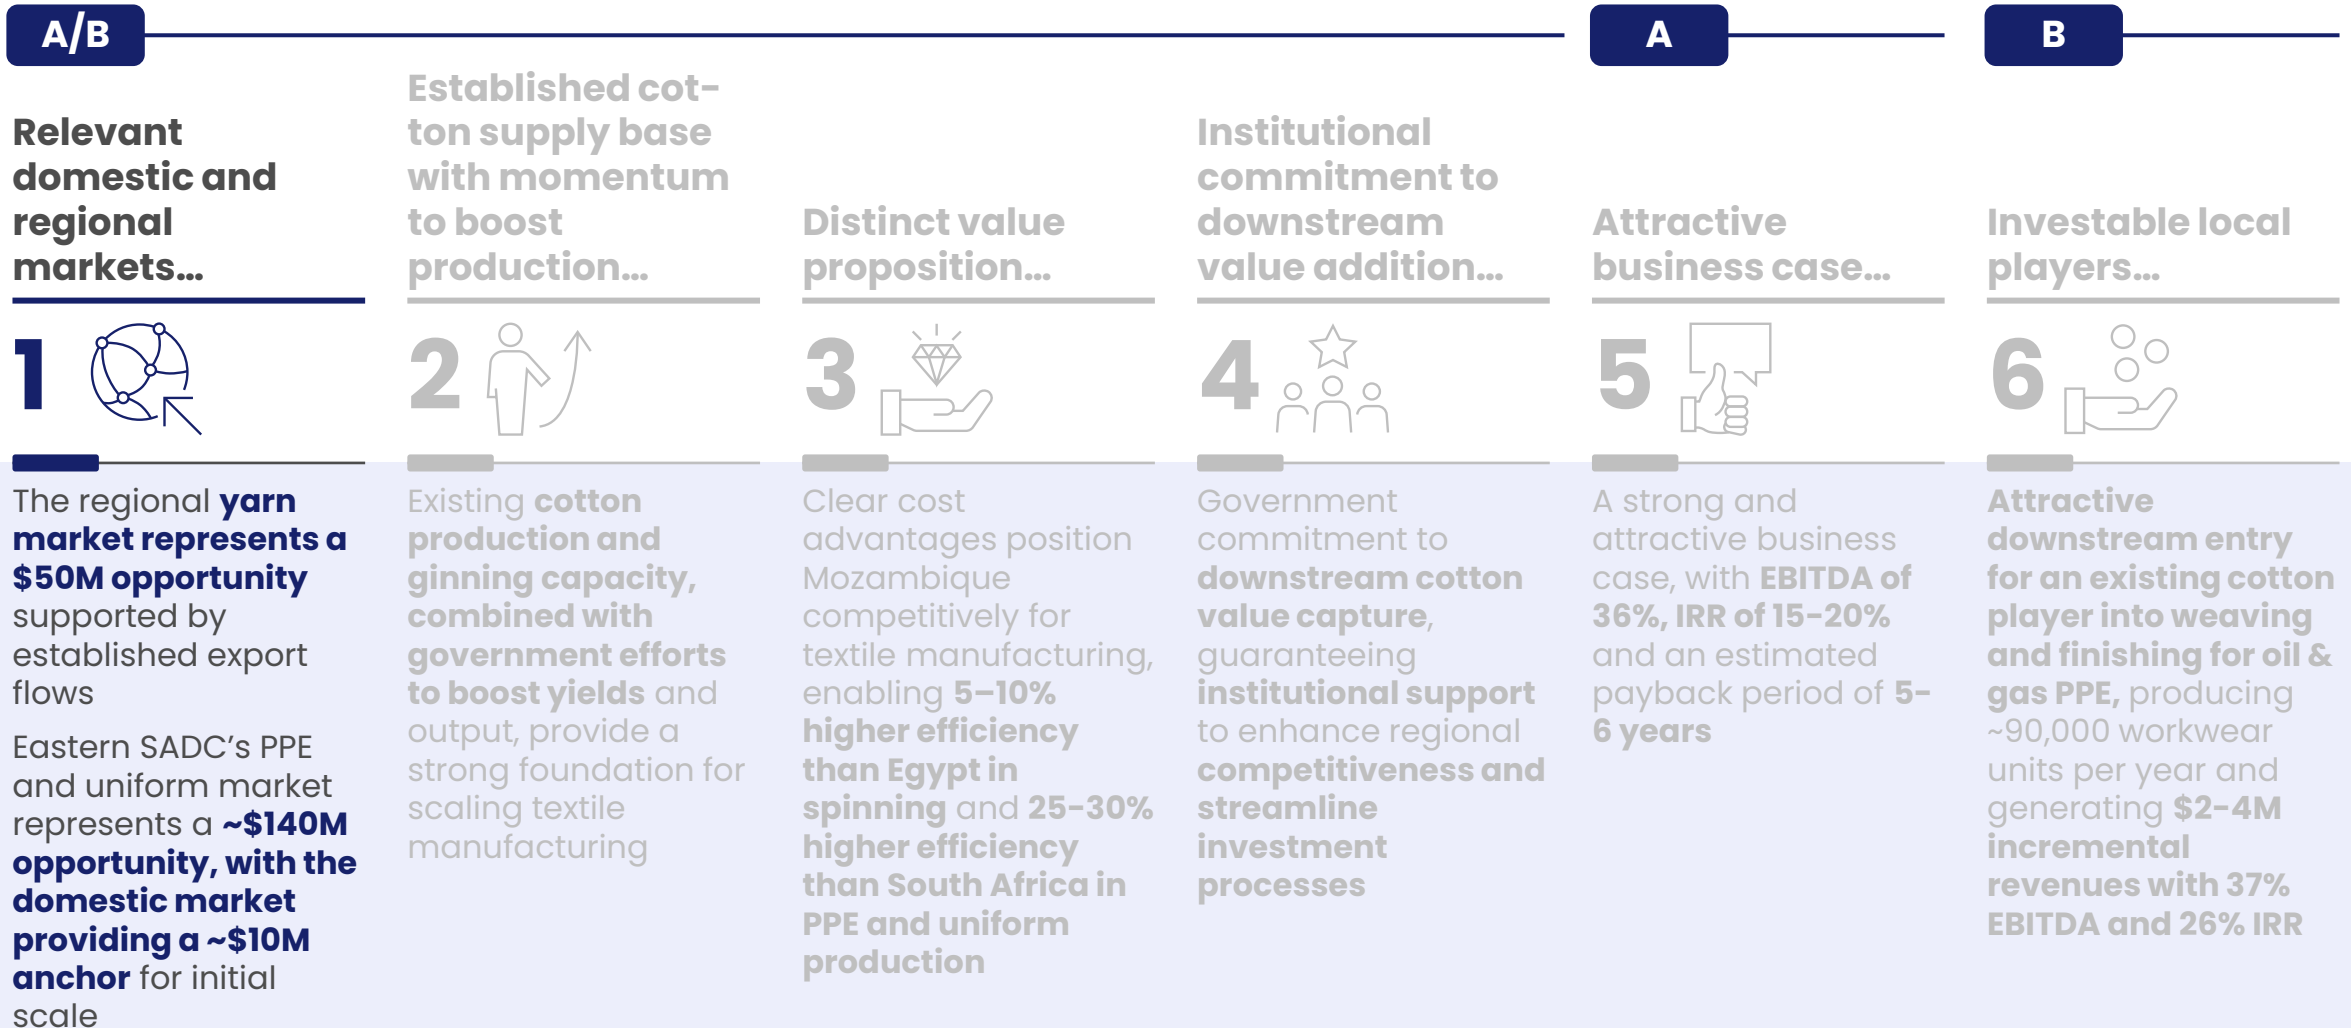 A/B
A
B
Relevant
domestic and
regional
markets...
Established cot-
ton supply base
with momentum
to boost
production...
Distinct value
proposition...
Institutional
commitment to
downstream
value addition...
Attractive
business case...
Investable local
players...
1
2
3
4
5
6
The regional yarn
market represents a
$50M opportunity
supported by
established export
flows
Eastern SADC’s PPE
and uniform market
represents a ~$140M
opportunity, with the
domestic market
providing a ~$10M
anchor for initial
scale
Existing cotton
production and
ginning capacity,
combined with
government efforts
to boost yields and
output, provide a
strong foundation for
scaling textile
manufacturing
Clear cost
advantages position
Mozambique
competitively for
textile manufacturing,
enabling 5–10%
higher efficiency
than Egypt in
spinning and 25-30%
higher efficiency
than South Africa in
PPE and uniform
production
Government
commitment to
downstream cotton
value capture,
guaranteeing
institutional support
to enhance regional
competitiveness and
streamline
investment
processes
A strong and
attractive business
case, with EBITDA of
36%, IRR of 15-20%
and an estimated
payback period of 5-
6 years
Attractive
downstream entry
for an existing cotton
player into weaving
and finishing for oil &
gas PPE, producing
~90,000 workwear
units per year and
generating $2-4M
incremental
revenues with 37%
EBITDA and 26% IRR